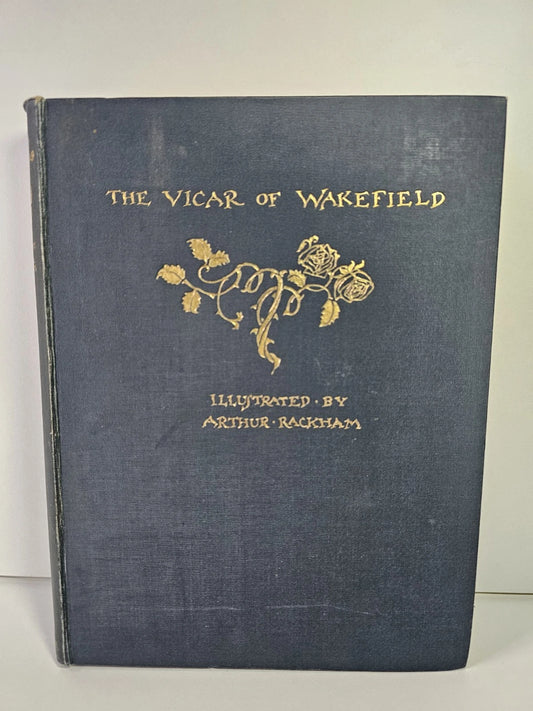 THE VICAR OF WAKEFIELD
ILLUSTRATED · BY
ARTHUR · RACKHAM